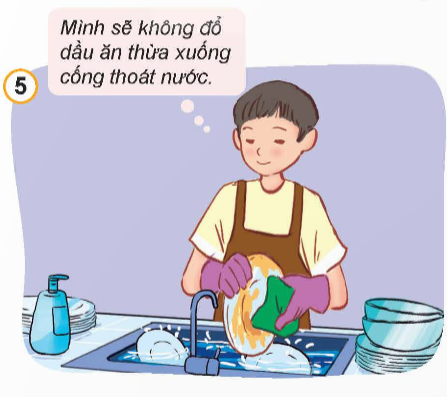 Mình sẽ không đổ
dầu ăn thừa xuống
cống thoát nước.
5